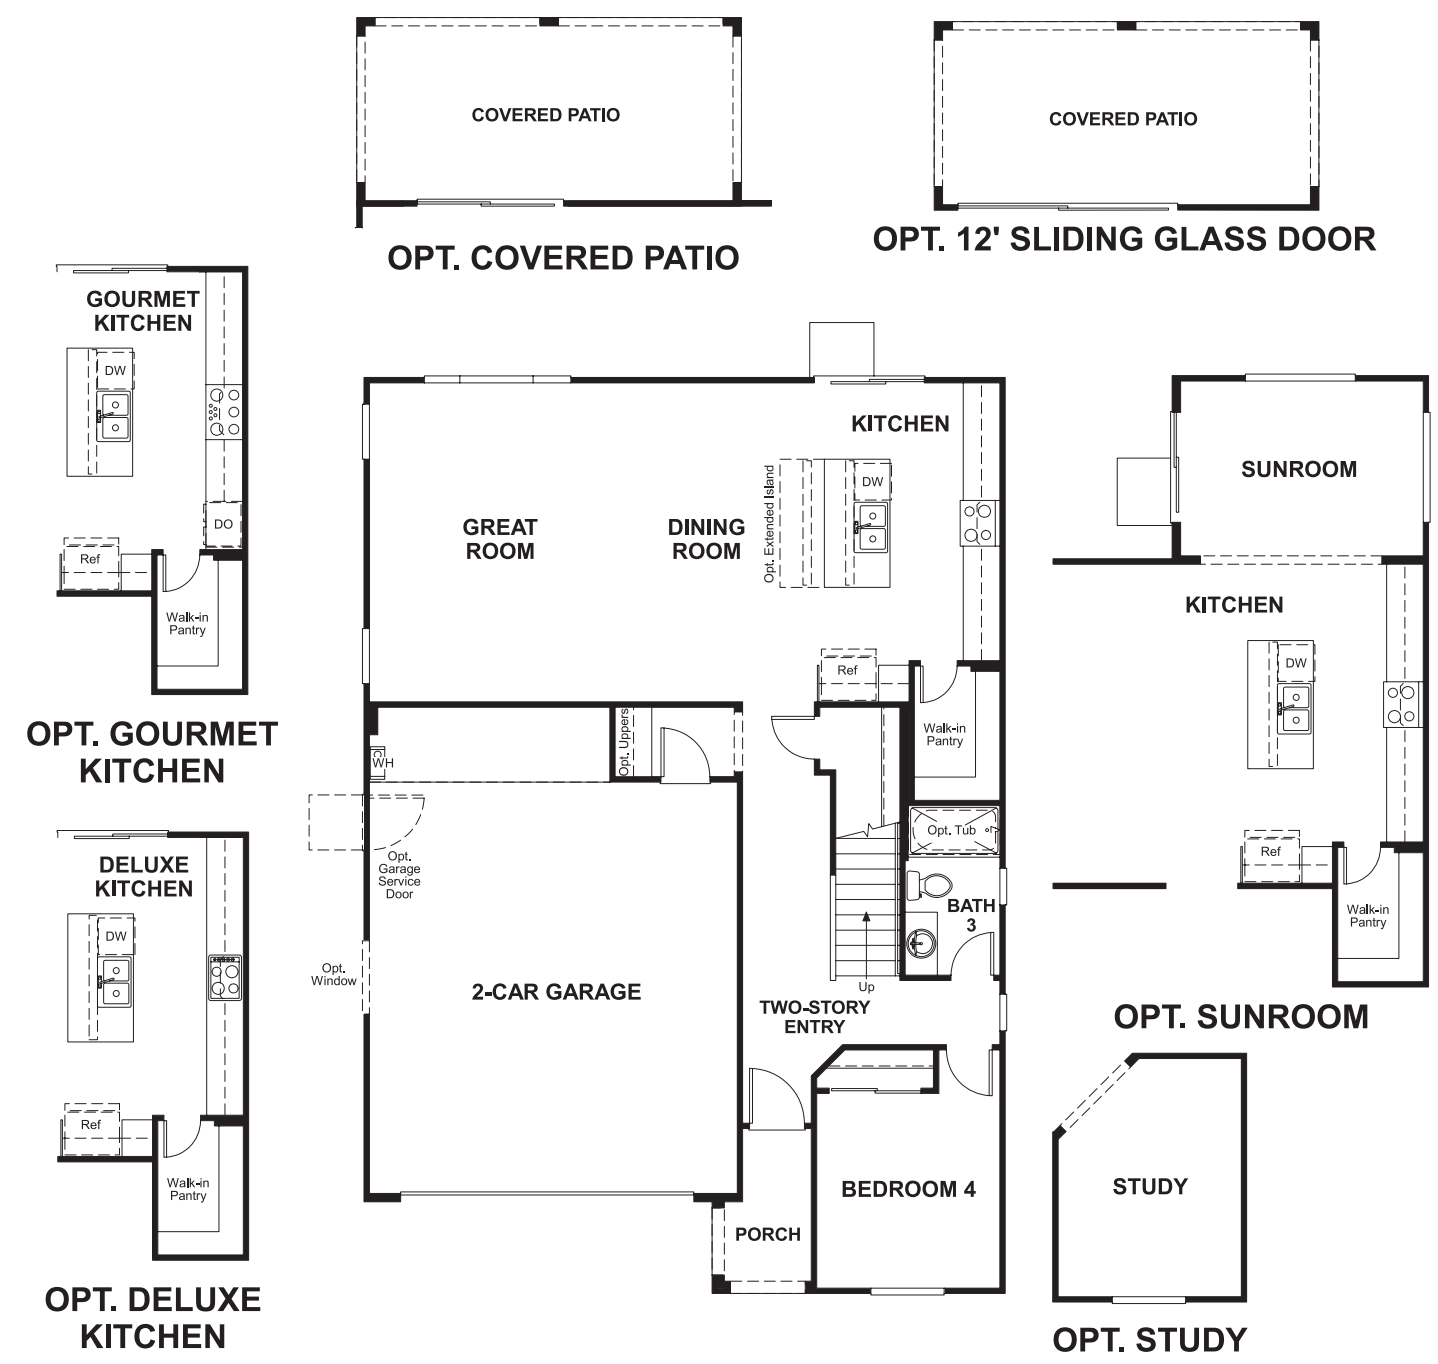 COVERED PATIO
OPT. COVERED PATIO
COVERED PATIO
OPT. 12' SLIDING GLASS DOOR
GOURMET
KITCHEN
DW
DO
Ref
Walk-in
Pantry
OPT. GOURMET
KITCHEN
DELUXE
KITCHEN
DW
Ref
Walk-in
Pantry
OPT. DELUXE
KITCHEN
KITCHEN
GREAT
ROOM
DINING
ROOM
Opt. Extended Island
DW
Ref
Walk-in
Pantry
Opt. Uppers
WH
Opt.
Garage
Service
Door
Opt. Tub
BATH
3
Opt.
Window
2-CAR GARAGE
Up
TWO-STORY
ENTRY
BEDROOM 4
PORCH
SUNROOM
KITCHEN
DW
Ref
Walk-in
Pantry
OPT. SUNROOM
STUDY
OPT. STUDY